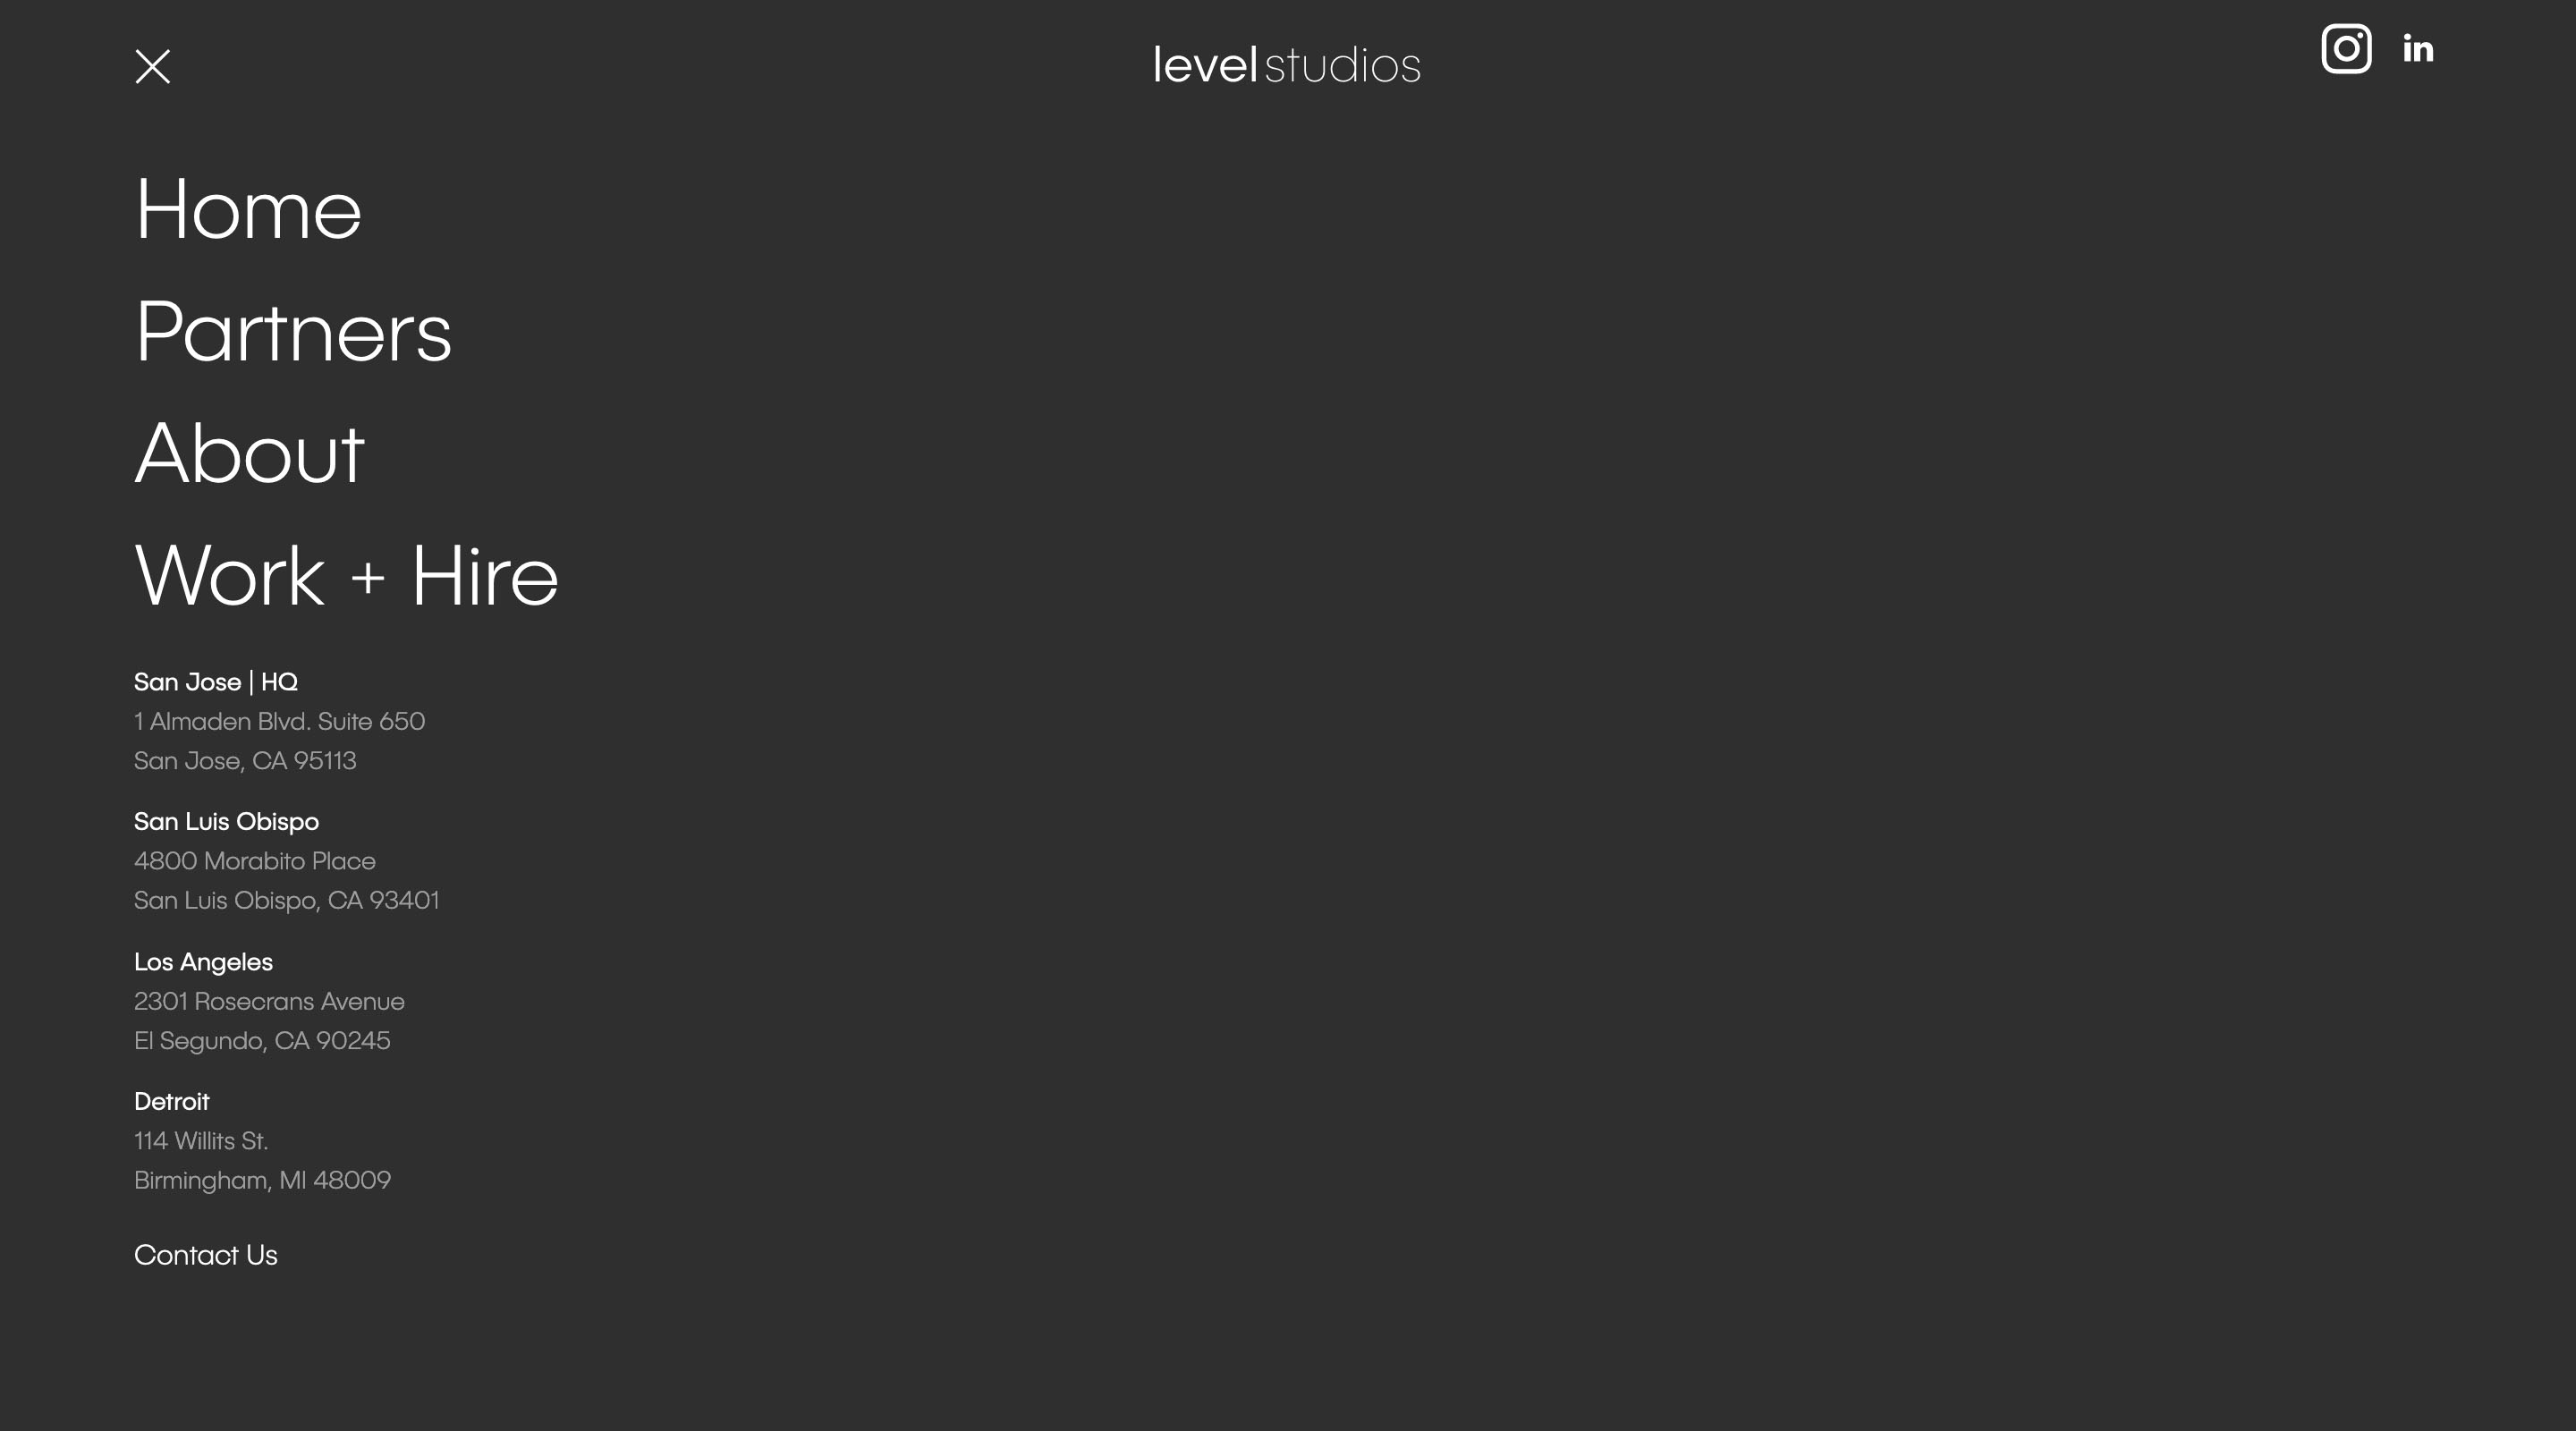 levelstudios
in
Home
Partners
About
Work + Hire
San Jose | HQ
1 Almaden Blvd. Suite 650
San Jose, CA 95113
San Luis Obispo
4800 Morabito Place
San Luis Obispo, CA 93401
Los Angeles
2301 Rosecrans Avenue
El Segundo, CA 90245
Detroit
114 Willits St.
Birmingham, MI 48009
Contact Us